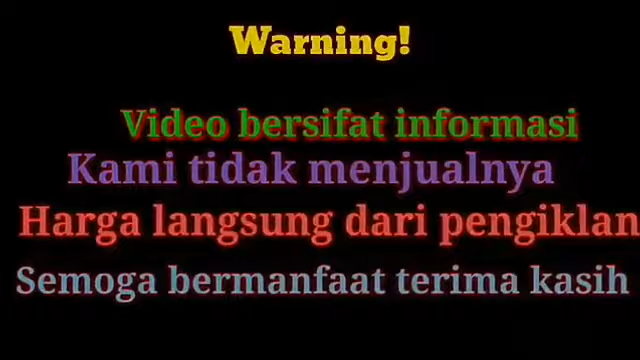 Warning!
Video bersifat informasi
Kami tidak menjualnya
Harga langsung dari pengiklan
Semoga bermanfaat terima kasih